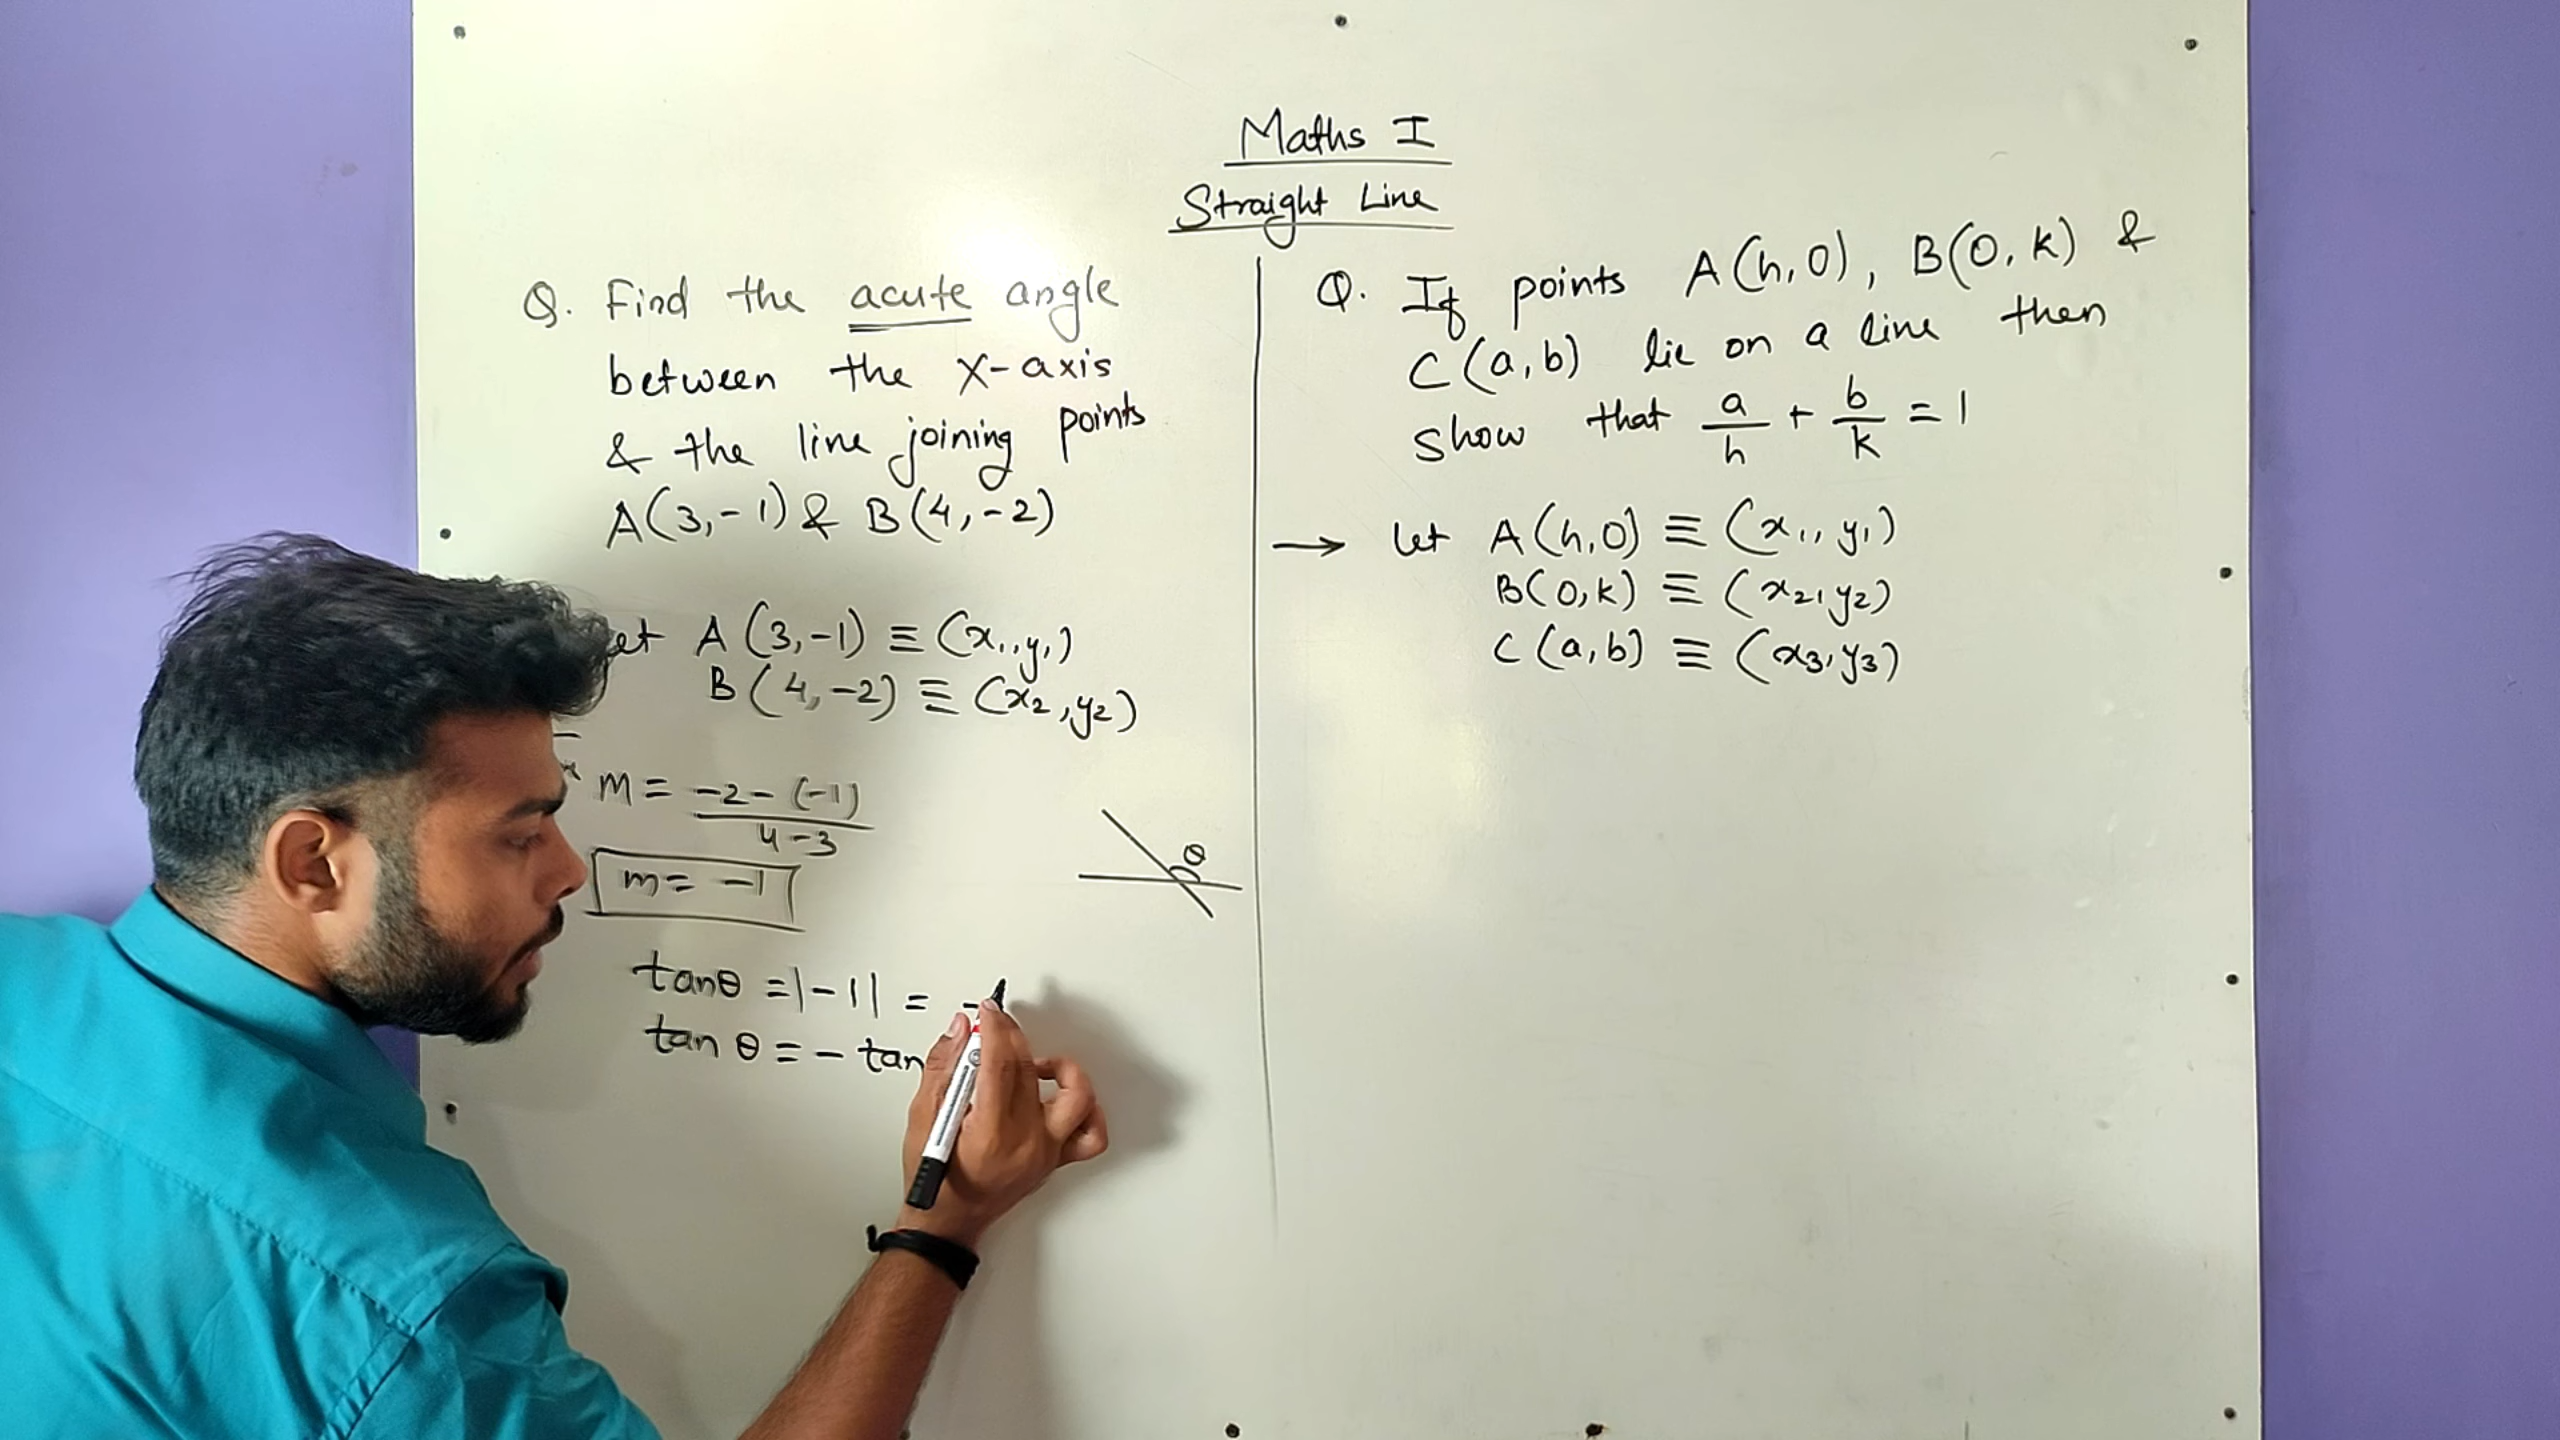 Maths I
Straight Line
Q. Find the acute angle
between the X-axis
& the line joining points
A(3,-1) & B(4,-2)
A(3,-1) ≡ (x₁,y₁)
B(4,-2) ≡ (x₂,y₂)
m = -2-(-1)/4-3
m = -1
θ
tanθ = |-1| =
tan θ = - tan
Q. If points A(h,0), B(0,k) &
C(a,b) lie on a line then
show that a/h + b/k = 1
→ let A(h,0) ≡ (x₁,y₁)
B(0,k) ≡ (x₂,y₂)
C(a,b) ≡ (x₃,y₃)